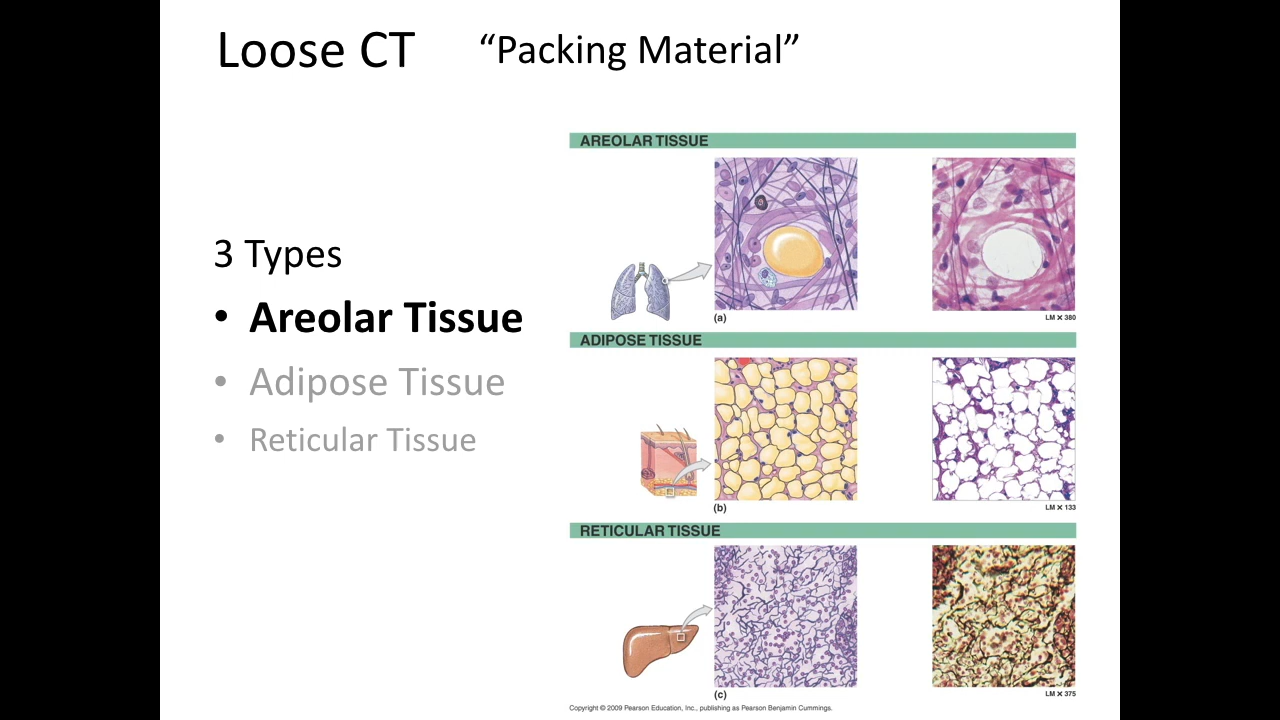 Loose CT “Packing Material”
3 Types
• Areolar Tissue
• Adipose Tissue
• Reticular Tissue
AREOLAR TISSUE
(a)
LM X 380
ADIPOSE TISSUE
(b)
LM X 133
RETICULAR TISSUE
(c)
LM X 375
Copyright © 2009 Pearson Education, Inc., publishing as Pearson Benjamin Cummings.